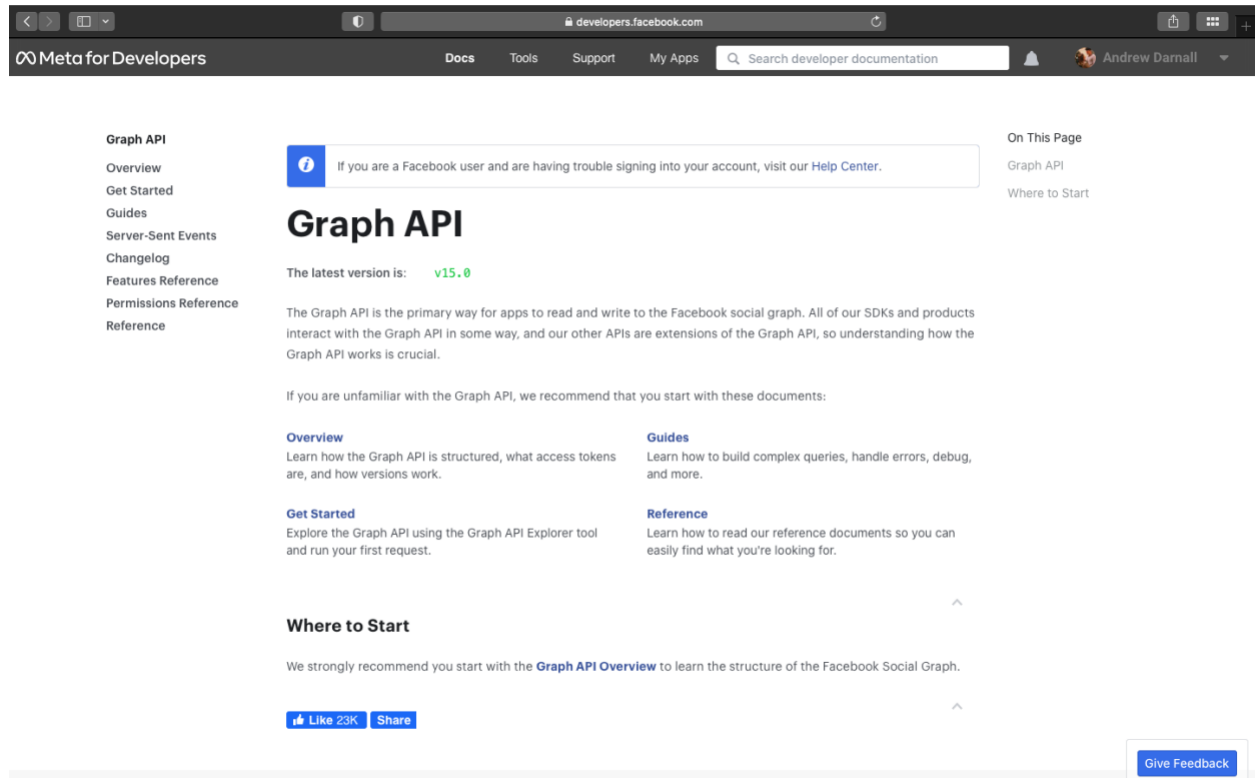 developers.facebook.com
Meta for Developers
Docs
Tools
Support
My Apps
Search developer documentation
Andrew Darnall
Graph API
Overview
Get Started
Guides
Server-Sent Events
Changelog
Features Reference
Permissions Reference
Reference
If you are a Facebook user and are having trouble signing into your account, visit our Help Center.
Graph API
The latest version is: v15.0
The Graph API is the primary way for apps to read and write to the Facebook social graph. All of our SDKs and products
interact with the Graph API in some way, and our other APIs are extensions of the Graph API, so understanding how the
Graph API works is crucial.
If you are unfamiliar with the Graph API, we recommend that you start with these documents:
Overview
Learn how the Graph API is structured, what access tokens
are, and how versions work.
Guides
Learn how to build complex queries, handle errors, debug,
and more.
Get Started
Explore the Graph API using the Graph API Explorer tool
and run your first request.
Reference
Learn how to read our reference documents so you can
easily find what you're looking for.
Where to Start
We strongly recommend you start with the Graph API Overview to learn the structure of the Facebook Social Graph.
Like 23K
Share
On This Page
Graph API
Where to Start
Give Feedback